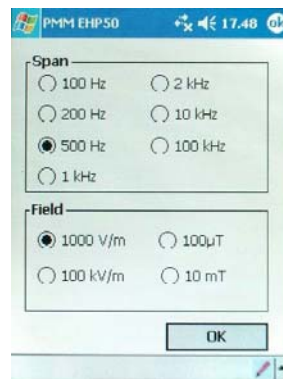 PMM EHP50 17.48 ok
Span
100 Hz 2 kHz
200 Hz 10 kHz
500 Hz 100 kHz
1 kHz
Field
1000 V/m 100µT
100 kV/m 10 mT
OK